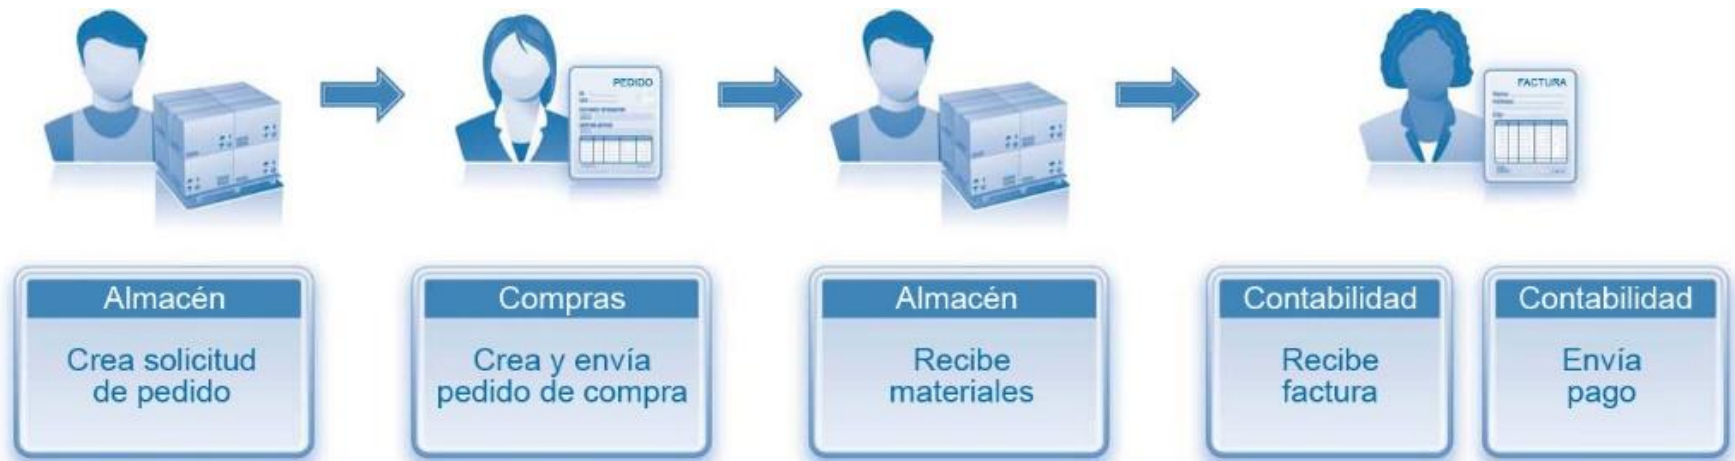 PEDIDO
FACTURA
Almacén
Crea solicitud
de pedido
Compras
Crea y envía
pedido de compra
Almacén
Recibe
materiales
Contabilidad
Recibe
factura
Contabilidad
Envía
pago